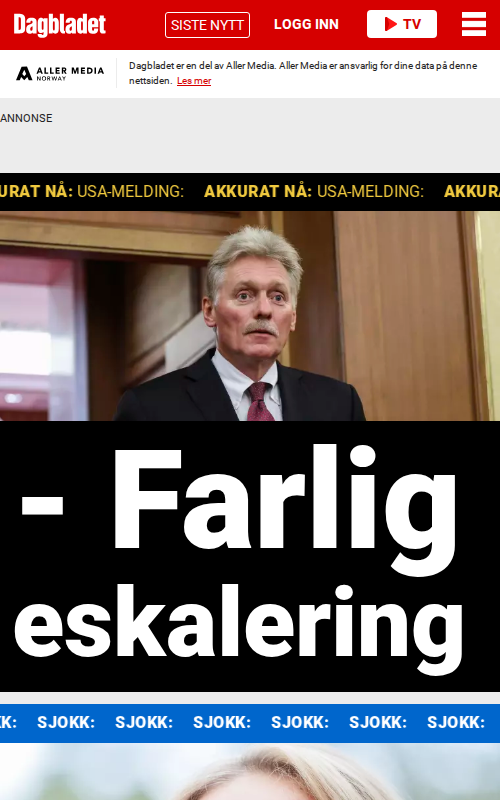 Dagbladet SISTE NYTT LOGG INN TV
ALLER MEDIA
NORWAY
Dagbladet er en del av Aller Media. Aller Media er ansvarlig for dine data på denne
nettsiden. Les mer
ANNONSE
URAT NÅ: USA-MELDING: AKKURAT NÅ: USA-MELDING: AKKURA
- Farlig
eskalering
K: SJOKK: SJOKK: SJOKK: SJOKK: SJOKK: SJOKK: